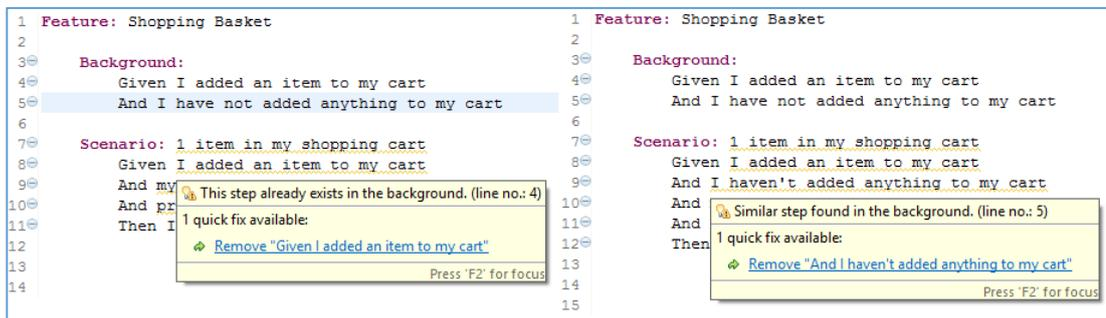 1 Feature: Shopping Basket
2
3 Background:
4 Given I added an item to my cart
5 And I have not added anything to my cart
6
7 Scenario: 1 item in my shopping cart
8 Given I added an item to my cart
9 And my
10 And pr
11 Then I
12
13
14
This step already exists in the background. (line no.: 4)
1 quick fix available:
Remove "Given I added an item to my cart"
Press 'F2' for focus
1 Feature: Shopping Basket
2
3 Background:
4 Given I added an item to my cart
5 And I have not added anything to my cart
6
7 Scenario: 1 item in my shopping cart
8 Given I added an item to my cart
9 And I haven't added anything to my cart
10 And
11 And
12 Then
13
14
15
Similar step found in the background. (line no.: 5)
1 quick fix available:
Remove "And I haven't added anything to my cart"
Press 'F2' for focus